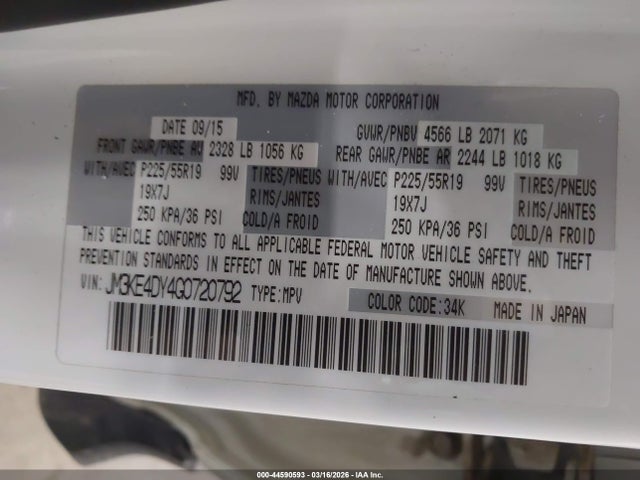 MFD. BY MAZDA MOTOR CORPORATION
DATE 09/15 GVWR/PNBV 4566 LB 2071 KG
FRONT GAWR/PNBE AV 2328 LB 1056 KG REAR GAWR/PNBE AR 2244 LB 1018 KG
WITH/AVEC P225/55R19 99V TIRES/PNEUS WITH/AVEC P225/55R19 99V TIRES/PNEUS
19X7J RIMS/JANTES 19X7J RIMS/JANTES
250 KPA/36 PSI COLD/A FROID 250 KPA/36 PSI COLD/A FROID
THIS VEHICLE CONFORMS TO ALL APPLICABLE FEDERAL MOTOR VEHICLE SAFETY AND THEFT
PREVENTION STANDARDS IN EFFECT ON THE DATE OF MANUFACTURE SHOWN ABOVE.
VIN: JM3KE4DY4G0720792 TYPE: MPV COLOR CODE: 34K MADE IN JAPAN
000-44590593 - 03/16/2026 - IAA Inc.